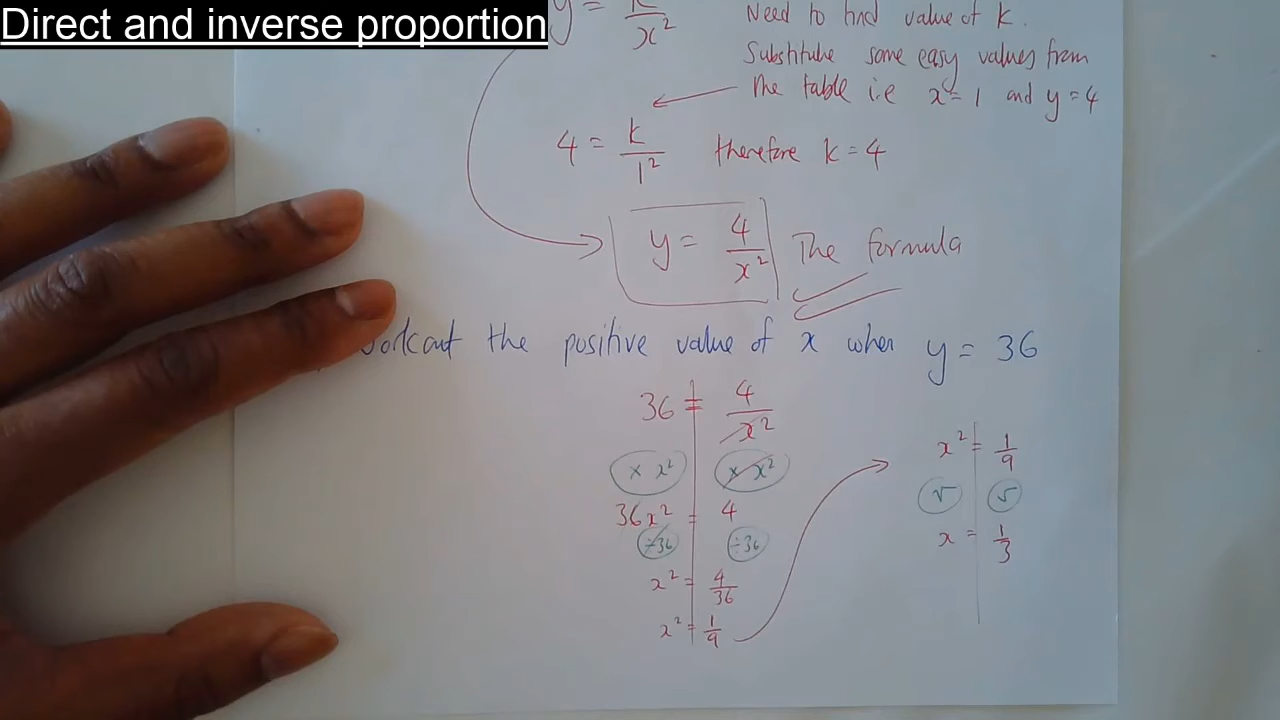 Direct and inverse proportion
y = k/x²
Need to find value of k.
Substitute some easy values from
the table i.e x=1 and y=4
4 = k/1² therefore k=4
y = 4/x² The formula
workout the positive value of x when y = 36
36 = 4/x²
× x² × x²
36x² = 4
÷36 ÷36
x² = 4/36
x² = 1/9
x² = 1/9
√ √
x = 1/3